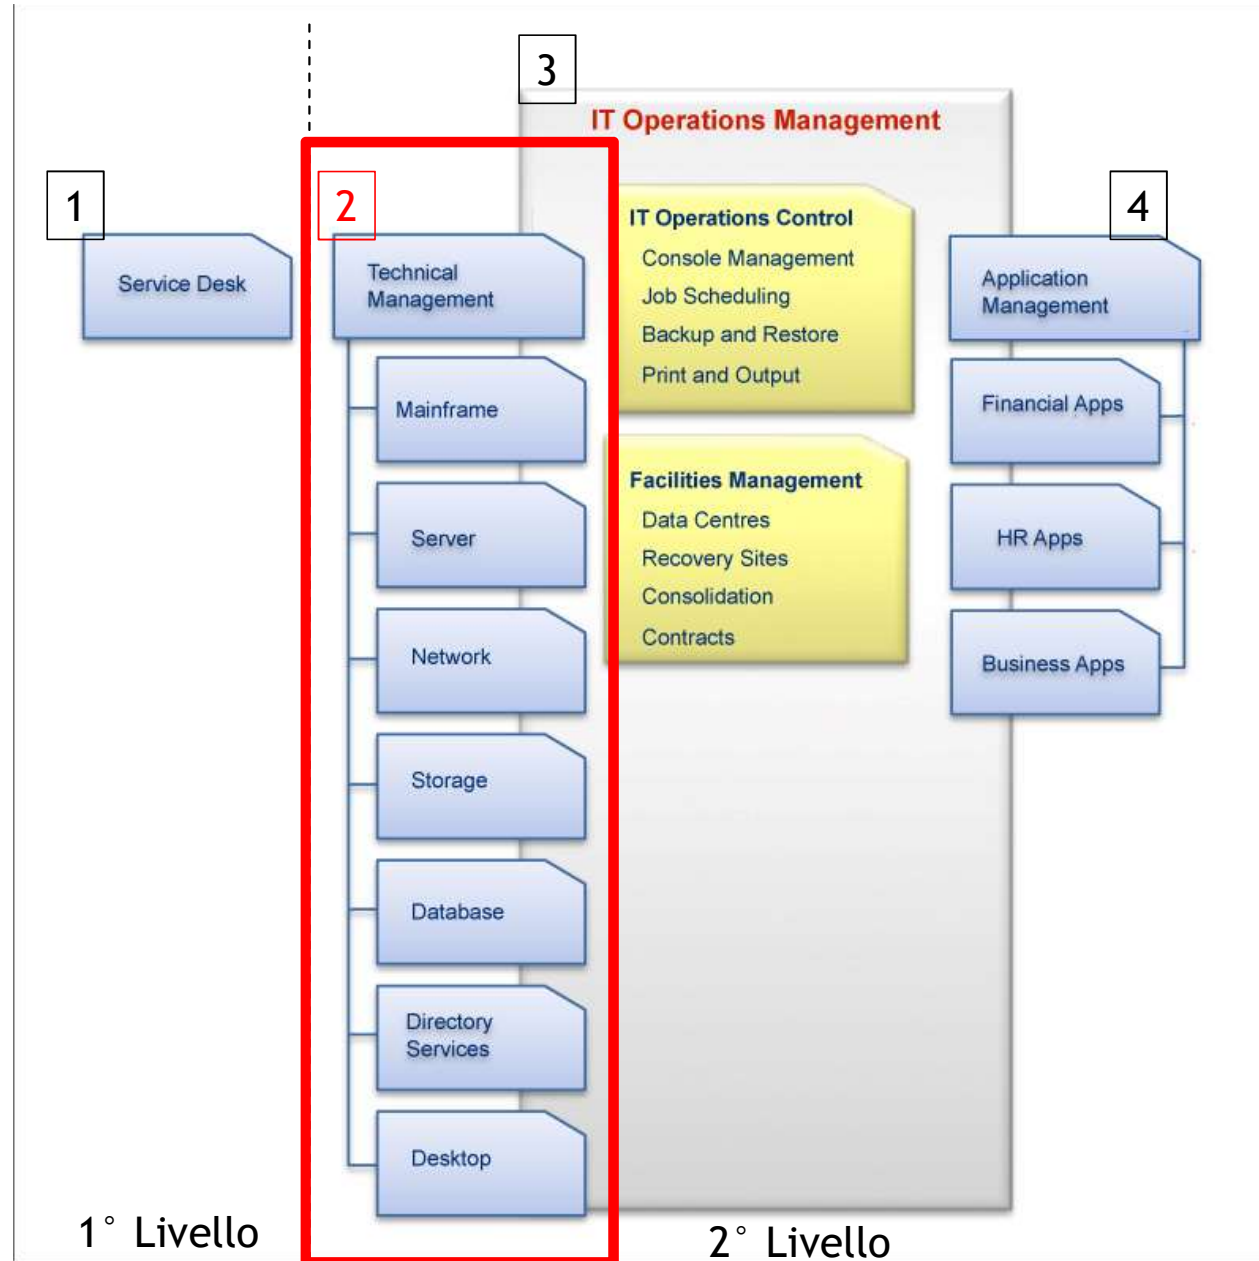 3
IT Operations Management
1
Service Desk
2
Technical
Management
Mainframe
Server
Network
Storage
Database
Directory
Services
Desktop
IT Operations Control
Console Management
Job Scheduling
Backup and Restore
Print and Output
Facilities Management
Data Centres
Recovery Sites
Consolidation
Contracts
4
Application
Management
Financial Apps
HR Apps
Business Apps
1° Livello
2° Livello